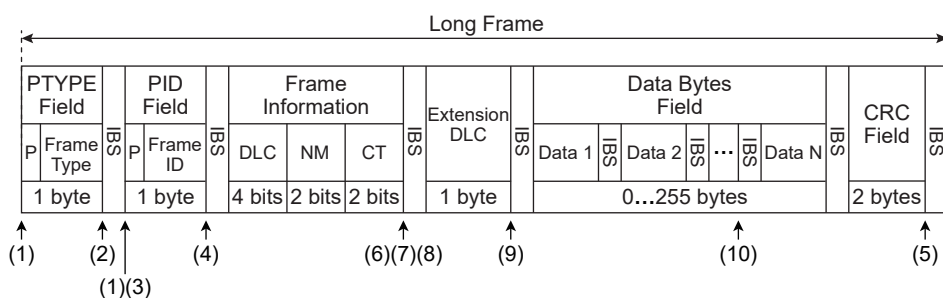 Long Frame
PTYPE Field
IBS
PID Field
IBS
Frame Information
IBS
Extension DLC
IBS
Data Bytes Field
IBS
CRC Field
IBS
P
Frame Type
P
Frame ID
DLC
NM
CT
Data 1
IBS
Data 2
IBS
...
IBS
Data N
1 byte
1 byte
4 bits
2 bits
2 bits
1 byte
0...255 bytes
2 bytes
(1)
(2)
(4)
(6)(7)(8)
(9)
(10)
(5)
(1)(3)